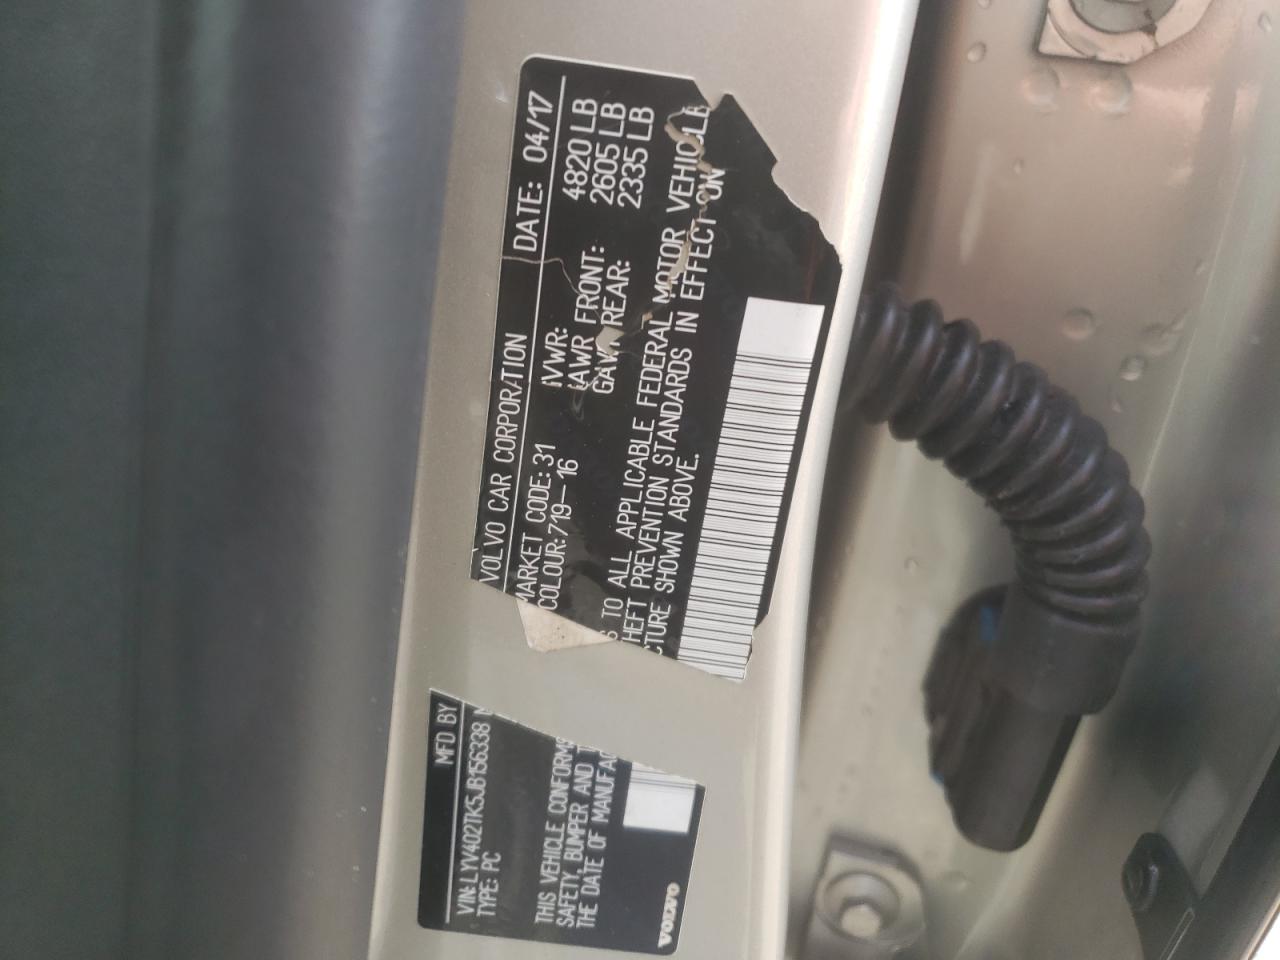 MFD BY VOLVO CAR CORPORATION DATE: 04/17
VIN: LYV402TK5JB156338 MARKET CODE: 31 GVWR: 4820 LB
TYPE: PC COLOUR: 719-16 GAWR FRONT: 2605 LB
GAWR REAR: 2335 LB
THIS VEHICLE CONFORMS TO ALL APPLICABLE FEDERAL MOTOR VEHICLE
SAFETY, BUMPER AND THEFT PREVENTION STANDARDS IN EFFECT ON
THE DATE OF MANUFACTURE SHOWN ABOVE.
VOLVO